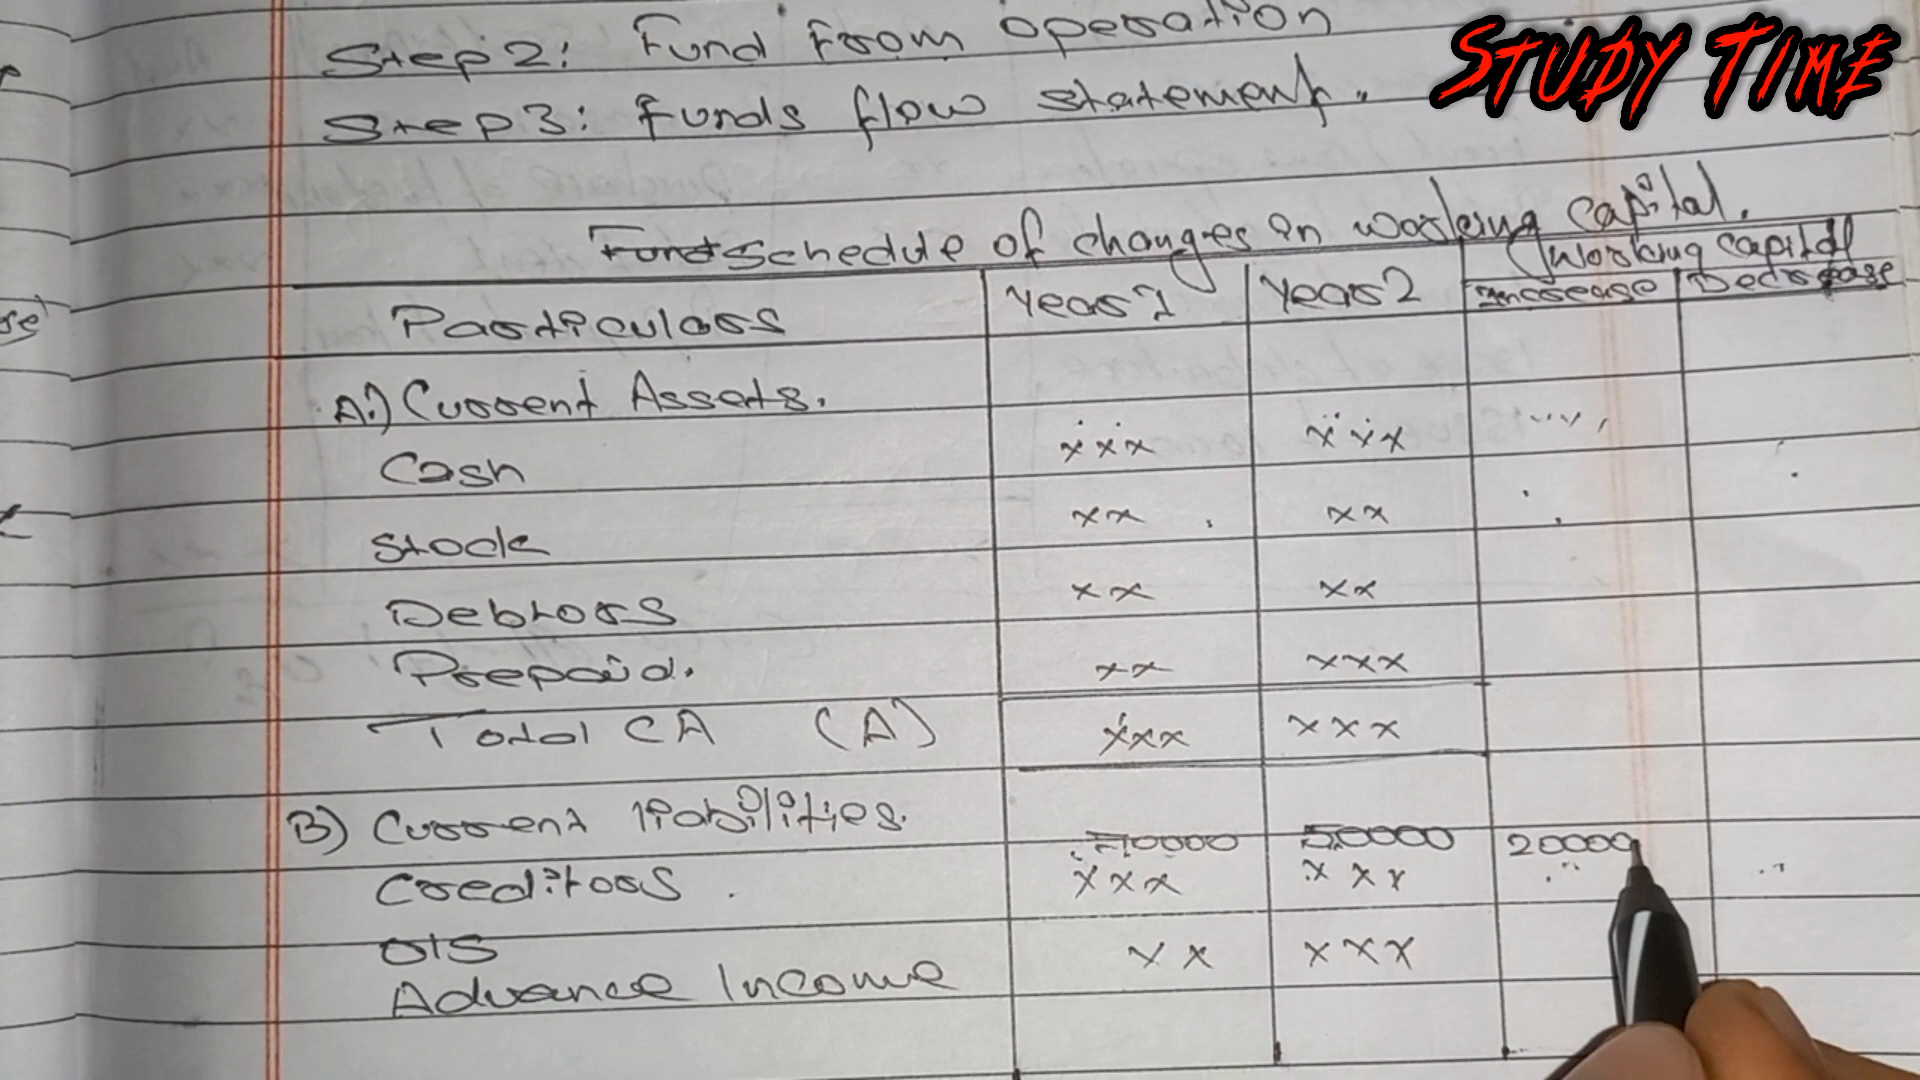 Step 2: Fund from operation
STUDY TIME
Step 3: Funds flow statement.
Fund Schedule of changes in working capital.
Working capital
Particulars Year 1 Year 2 Increase Decrease
A.) Current Assets.
Cash xxx xxx
Stock xx xx
Debtors xx xx
Prepaid. xx xxx
Total CA (A) xxx xxx
B) Current liabilities.
70000 50000 20000
Creditors. xxx xxx
O/S xx xxx
Advance Income